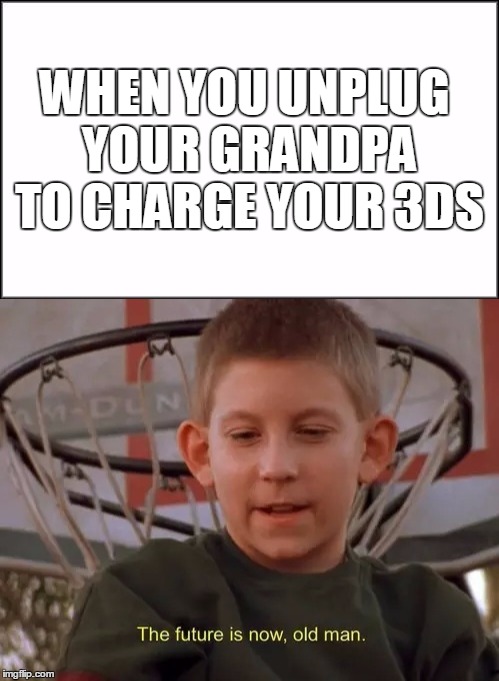 WHEN YOU UNPLUG
YOUR GRANDPA
TO CHARGE YOUR 3DS
The future is now, old man.
imgflip.com